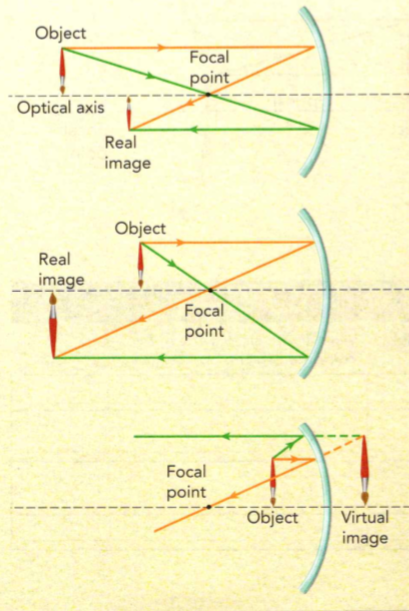 Object
Focal
point
Optical axis
Real
image
Object
Real
image
Focal
point
Focal
point
Object
Virtual
image